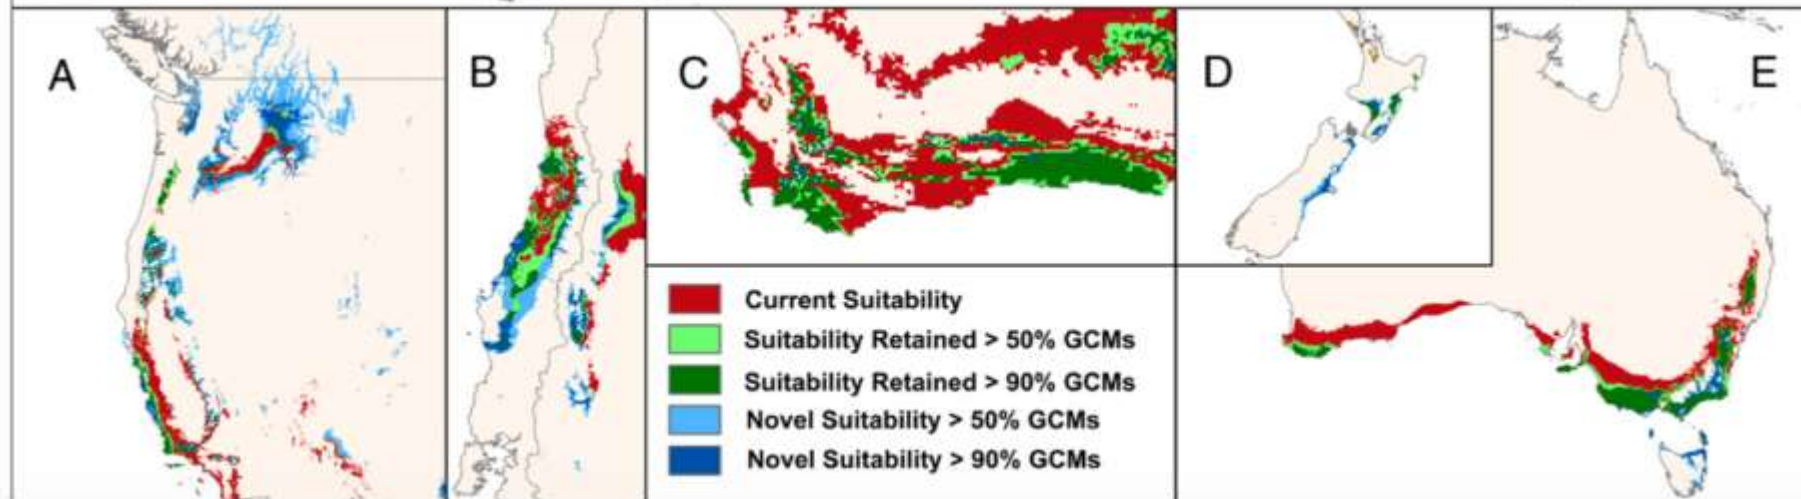 A
B
C
D
E
Current Suitability
Suitability Retained > 50% GCMs
Suitability Retained > 90% GCMs
Novel Suitability > 50% GCMs
Novel Suitability > 90% GCMs